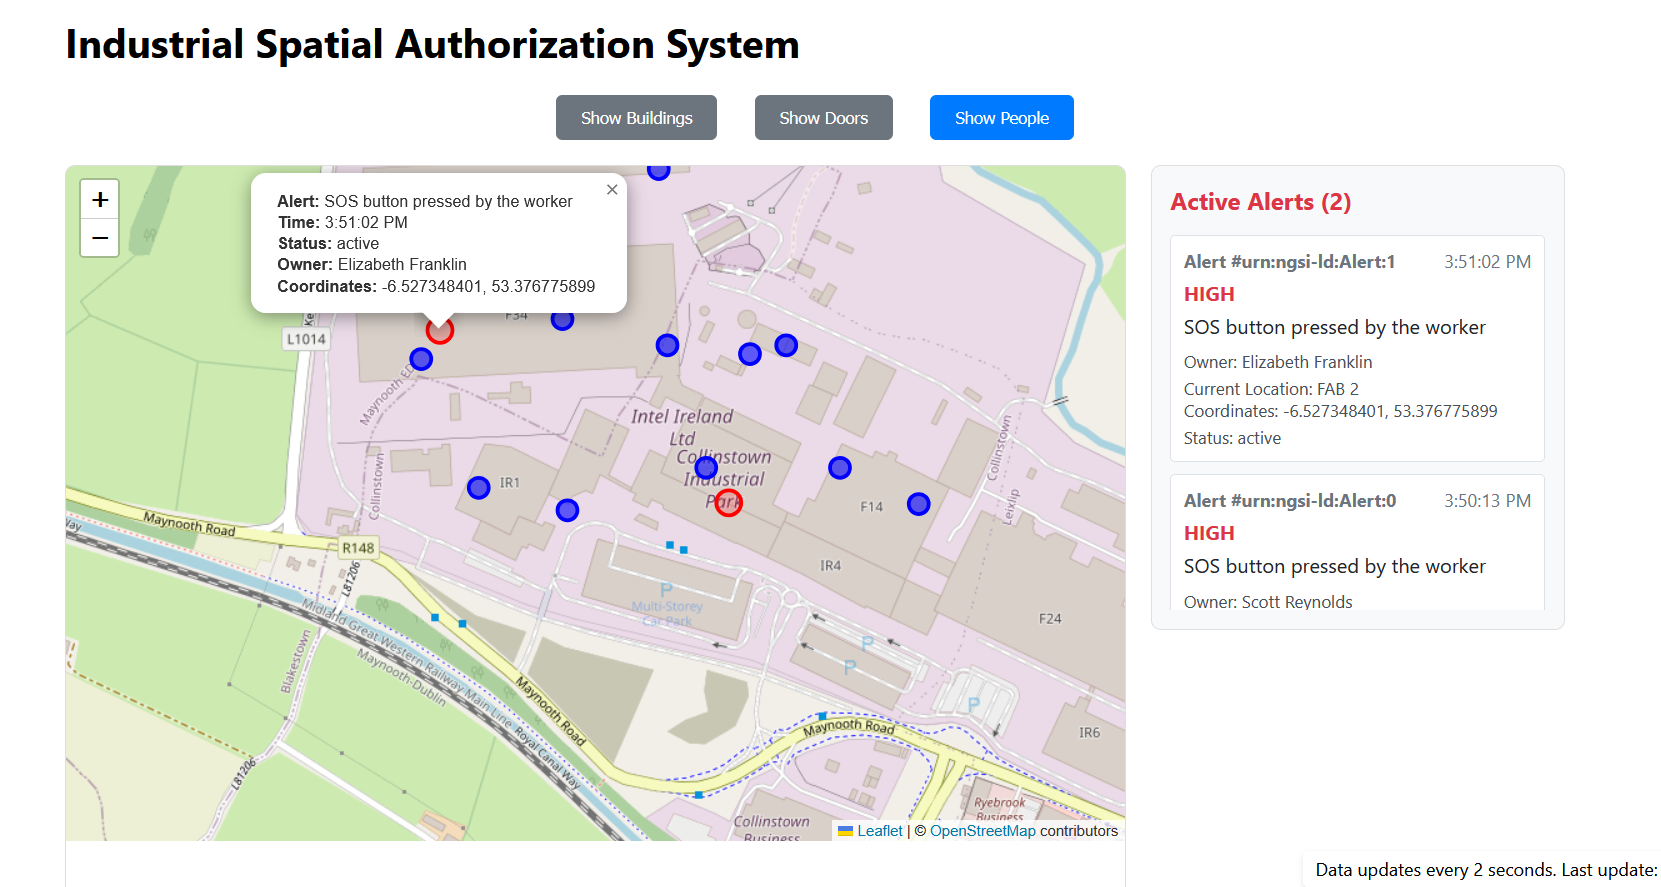 Industrial Spatial Authorization System
Show Buildings
Show Doors
Show People
+
−
Alert: SOS button pressed by the worker
Time: 3:51:02 PM
Status: active
Owner: Elizabeth Franklin
Coordinates: -6.527348401, 53.376775899
×
F34
L1014
Maynooth ED
Intel Ireland
Ltd
Collinstown
Industrial
Park
Collinstown
Leixlip
Collinstown
IR1
F14
IR4
F24
IR6
Maynooth Road
R148
L81206
P
Multi-Storey
Car Park
P
P
P
Midland Great Western Railway Main Line
Royal Canal Way
Maynooth-Dublin
Blakestown
Maynooth Road
Maynooth Road
L81206
Ryebrook
Business
Collinstown
Business
Leaflet | © OpenStreetMap contributors
Active Alerts (2)
Alert #urn:ngsi-ld:Alert:1 3:51:02 PM
HIGH
SOS button pressed by the worker
Owner: Elizabeth Franklin
Current Location: FAB 2
Coordinates: -6.527348401, 53.376775899
Status: active
Alert #urn:ngsi-ld:Alert:0 3:50:13 PM
HIGH
SOS button pressed by the worker
Owner: Scott Reynolds
Data updates every 2 seconds. Last update: